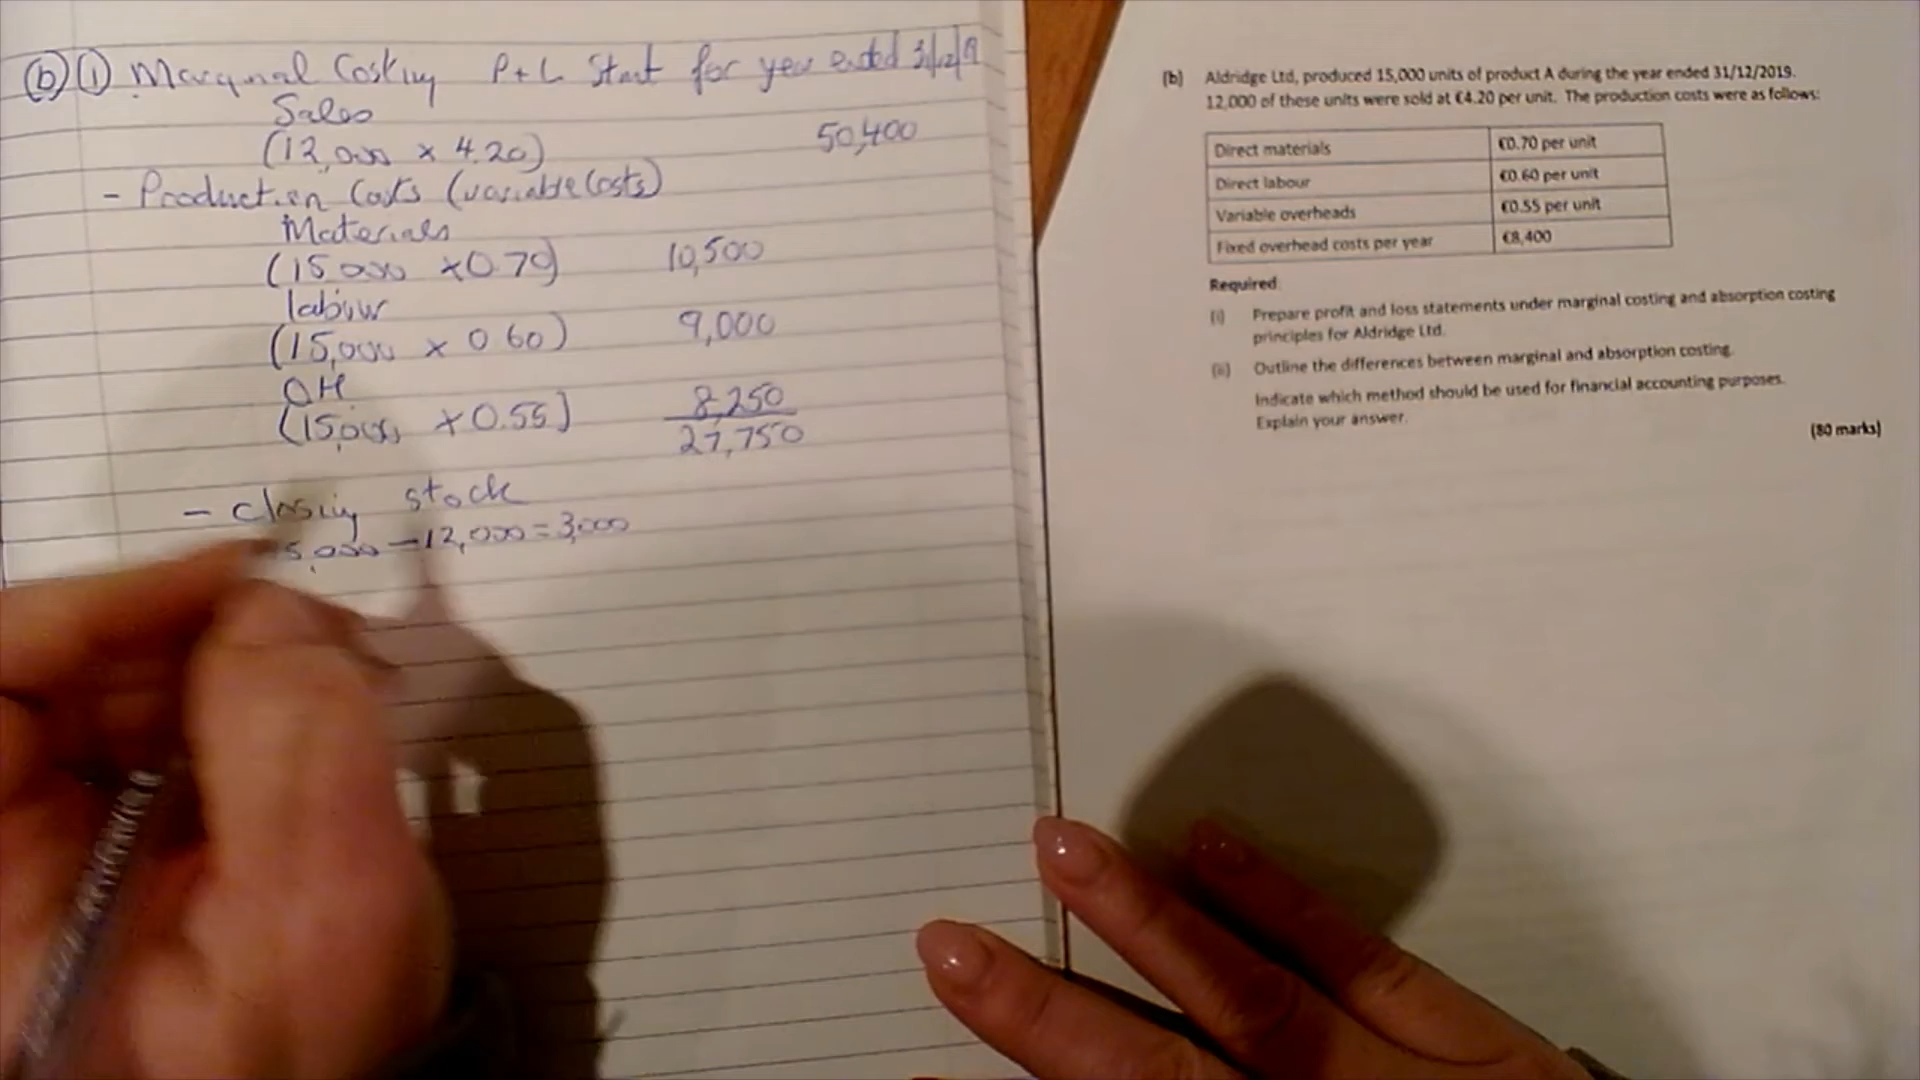 (b) (1) Marginal Costing P+L Stmt for year ended 31/12/19
Sales
(12,000 x 4.20) 50,400
- Production Costs (variable Costs)
Materials
(15,000 x 0.70) 10,500
labour
(15,000 x 0.60) 9,000
OH
(15,000 x 0.55) 8,250
27,750
- closing stock
5,000 - 12,000 = 3,000
(b) Aldridge Ltd, produced 15,000 units of product A during the year ended 31/12/2019.
12,000 of these units were sold at €4.20 per unit. The production costs were as follows:
Direct materials €0.70 per unit
Direct labour €0.60 per unit
Variable overheads €0.55 per unit
Fixed overhead costs per year €8,400
Required
(i) Prepare profit and loss statements under marginal costing and absorption costing
principles for Aldridge Ltd.
(ii) Outline the differences between marginal and absorption costing.
Indicate which method should be used for financial accounting purposes.
Explain your answer.
(80 marks)